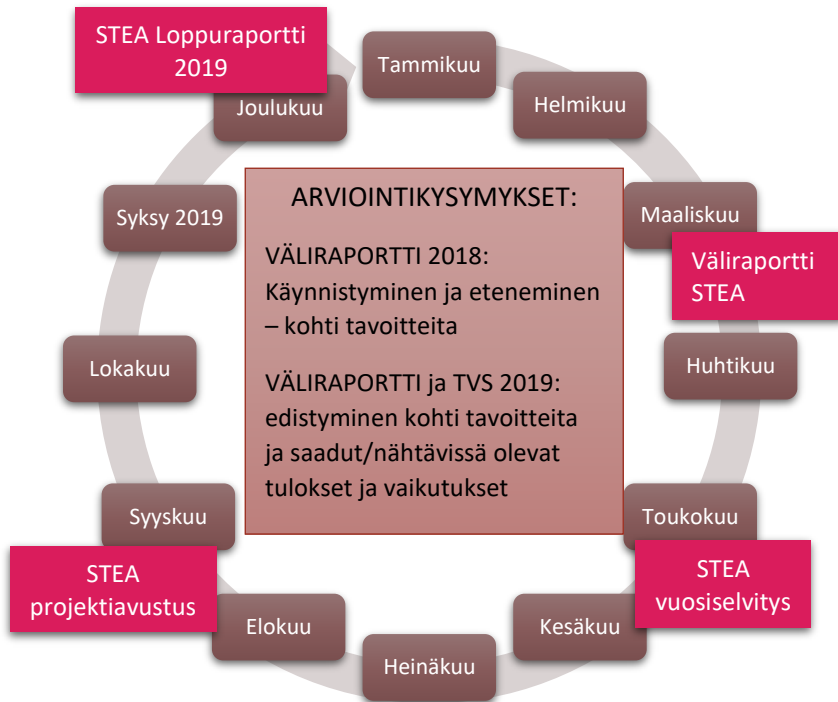 STEA Loppuraportti
2019
Tammikuu
Helmikuu
Maaliskuu
Väliraportti
STEA
Huhtikuu
Toukokuu
STEA
vuosiselvitys
Kesäkuu
Heinäkuu
Elokuu
STEA
projektiavustus
Syyskuu
Lokakuu
Syksy 2019
Joulukuu
ARVIOINTIKYSYMYKSET:
VÄLIRAPORTTI 2018:
Käynnistyminen ja eteneminen
– kohti tavoitteita
VÄLIRAPORTTI ja TVS 2019:
edistyminen kohti tavoitteita
ja saadut/nähtävissä olevat
tulokset ja vaikutukset